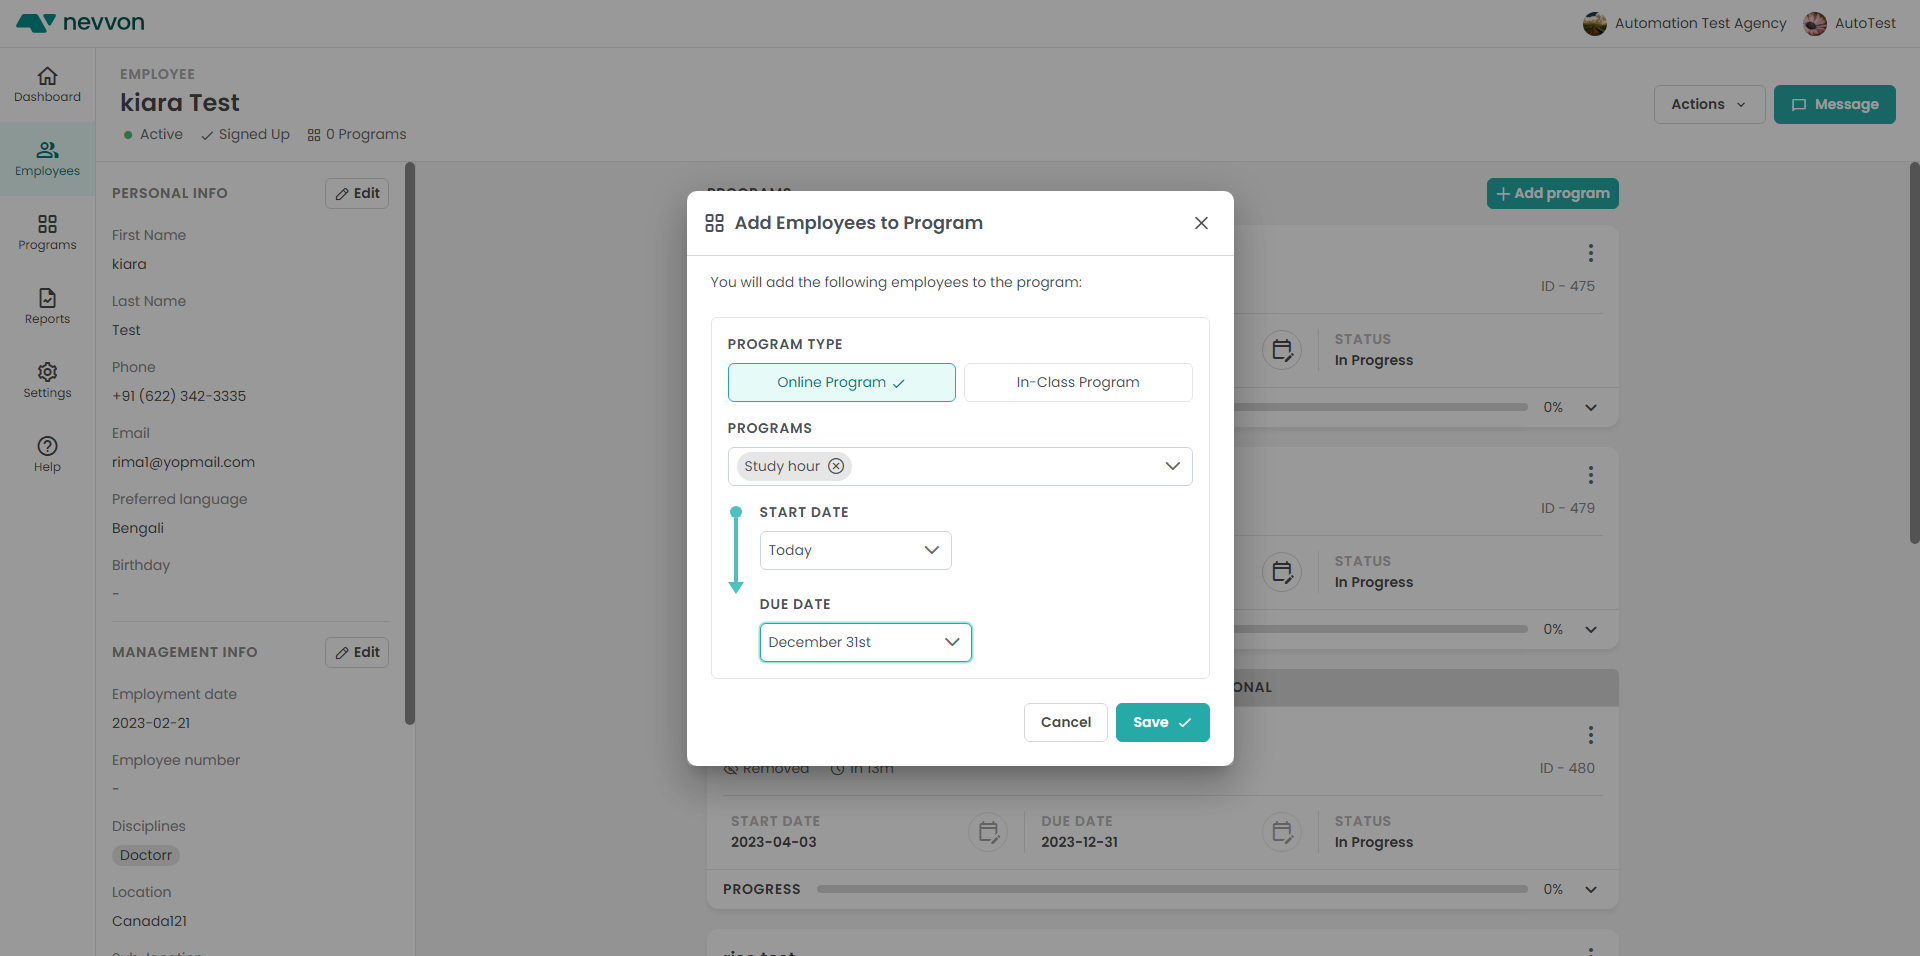 nevvon
Automation Test Agency
AutoTest
Dashboard
Employees
Programs
Reports
Settings
Help
EMPLOYEE
kiara Test
Active
Signed Up
0 Programs
Actions
Message
PERSONAL INFO
Edit
First Name
kiara
Last Name
Test
Phone
+91 (622) 342-3335
Email
rima1@yopmail.com
Preferred language
Bengali
Birthday
-
MANAGEMENT INFO
Edit
Employment date
2023-02-21
Employee number
-
Disciplines
Doctorr
Location
Canada121
PROGRAMS
+ Add program
ID - 475
STATUS
In Progress
0%
ID - 479
STATUS
In Progress
0%
ONAL
Removed
In 13m
ID - 480
START DATE
2023-04-03
DUE DATE
2023-12-31
STATUS
In Progress
PROGRESS
0%
Add Employees to Program
You will add the following employees to the program:
PROGRAM TYPE
Online Program
In-Class Program
PROGRAMS
Study hour
START DATE
Today
DUE DATE
December 31st
Cancel
Save